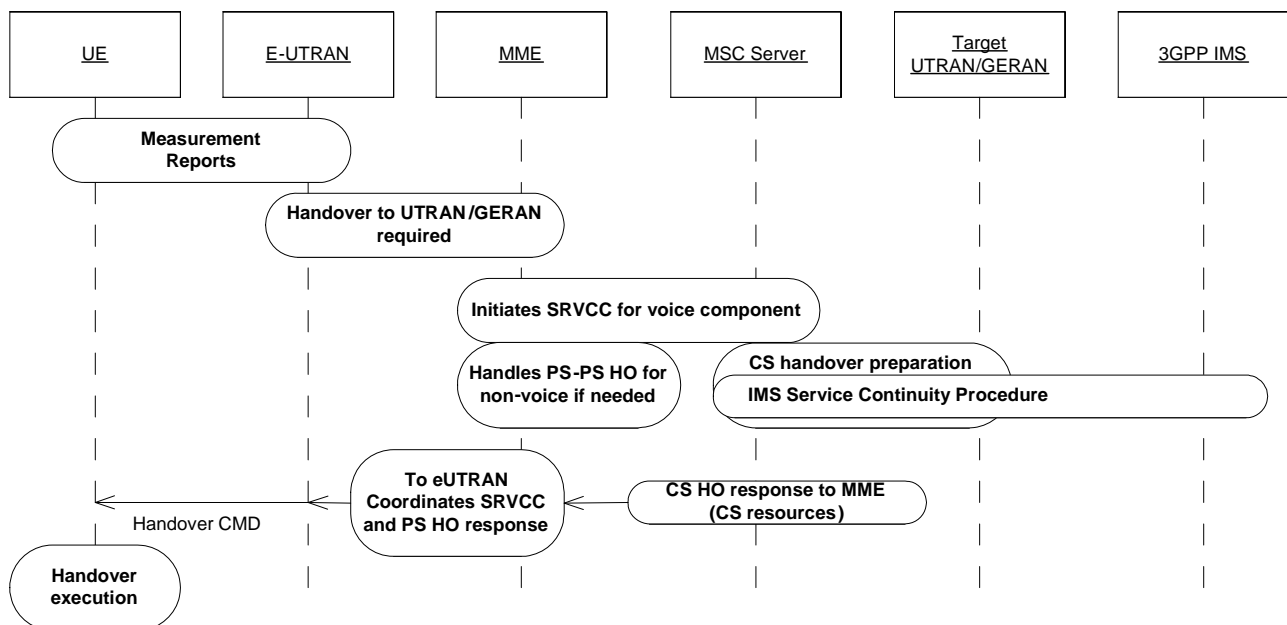 UE
E-UTRAN
MME
MSC Server
Target
UTRAN/GERAN
3GPP IMS
Measurement
Reports
Handover to UTRAN/GERAN
required
Initiates SRVCC for voice component
Handles PS-PS HO for
non-voice if needed
CS handover preparation
IMS Service Continuity Procedure
To eUTRAN
Coordinates SRVCC
and PS HO response
CS HO response to MME
(CS resources)
Handover CMD
Handover
execution